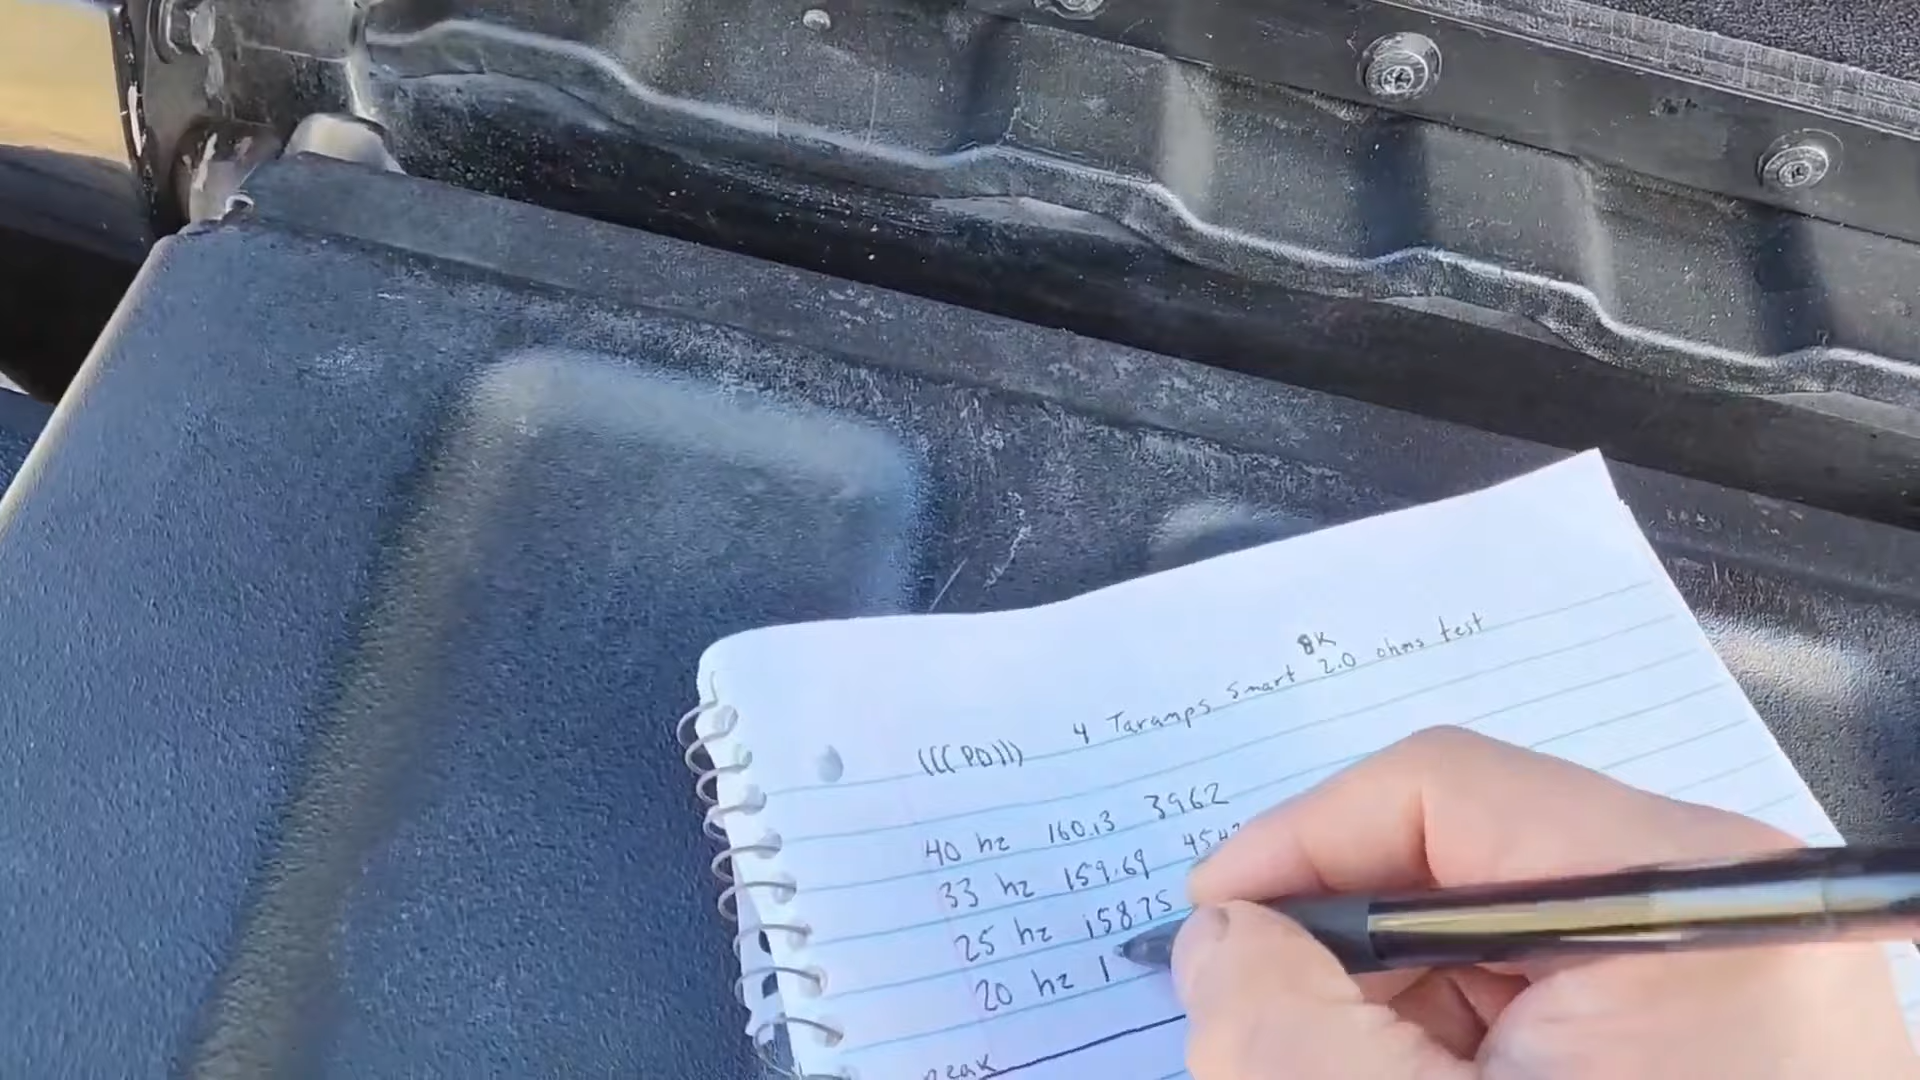 (((PD))) 4 Taramps Smart 8K 2.0 ohms test
40 hz 160.13 3962
33 hz 159.69
25 hz 158.75
20 hz 1
peak